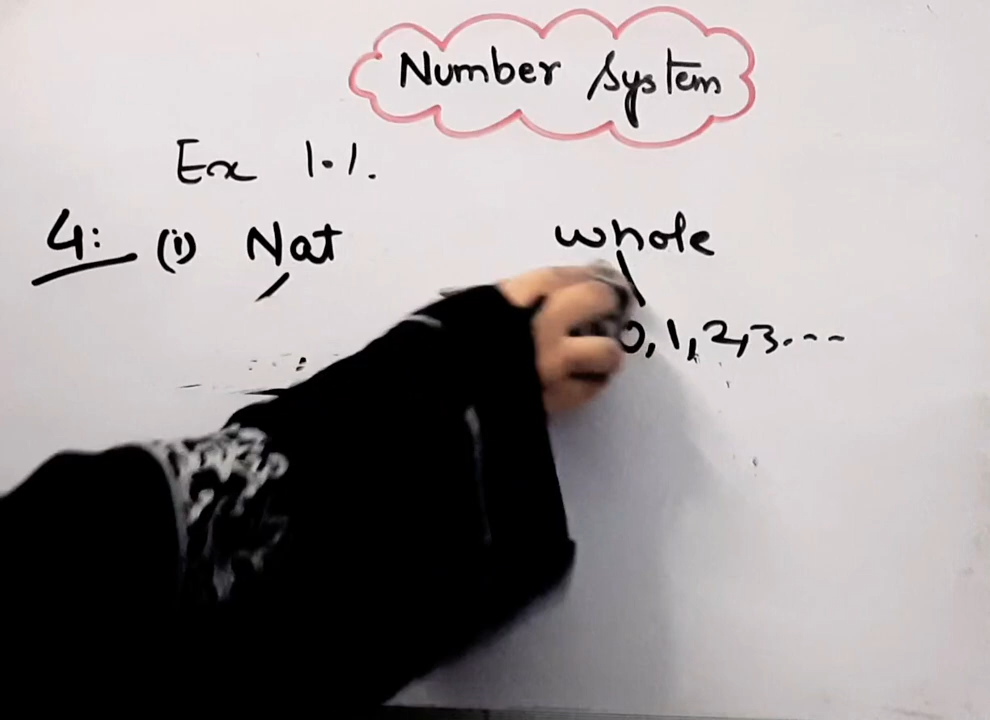 Number System
Ex 1.1.
4: (i) Nat whole
0, 1, 2, 3....